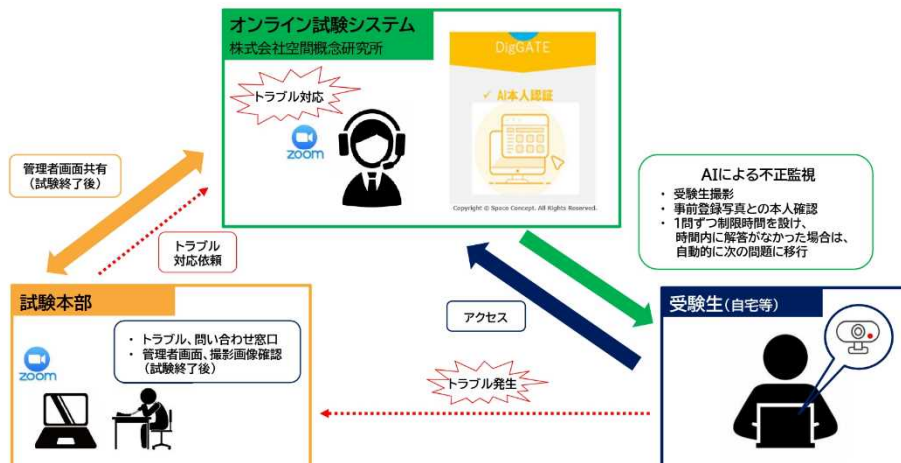 オンライン試験システム
株式会社空間概念研究所
DigGATE
トラブル対応
✓ AI本人認証
zoom
Copyright © Space Concept. All Rights Reserved.
管理者画面共有
(試験終了後)
トラブル
対応依頼
AIによる不正監視
・ 受験生撮影
・ 事前登録写真との本人確認
・ 1問ずつ制限時間を設け、
時間内に解答がなかった場合は、
自動的に次の問題に移行
アクセス
試験本部
zoom
・ トラブル、問い合わせ窓口
・ 管理者画面、撮影画像確認
(試験終了後)
トラブル発生
受験生(自宅等)